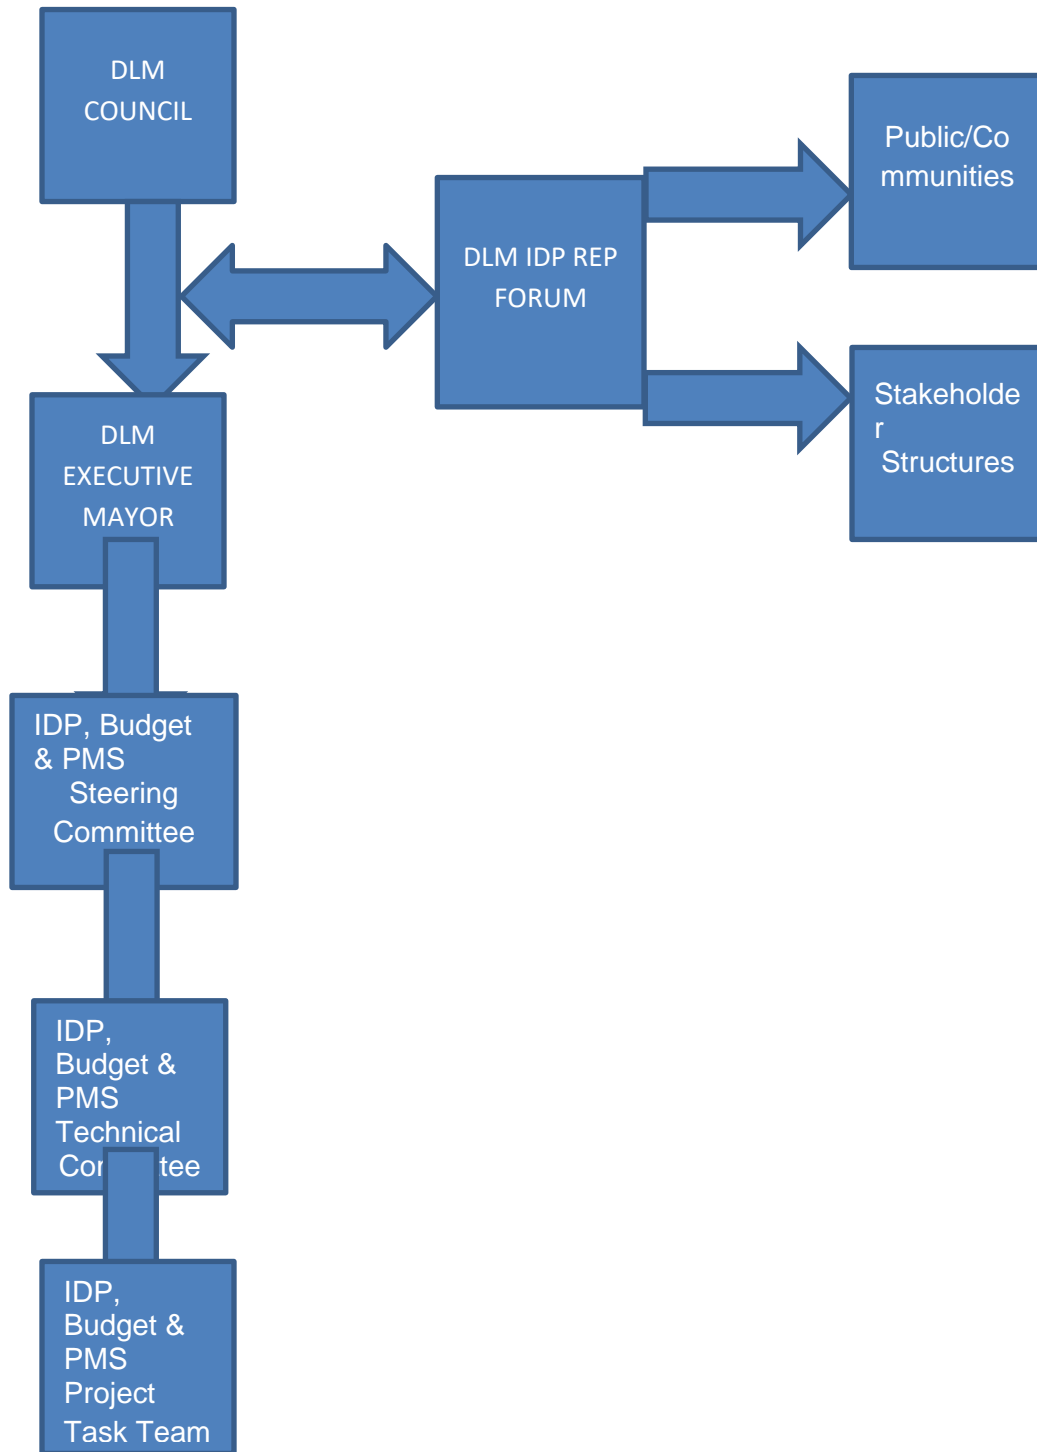 DLM
COUNCIL
Public/Co
mmunities
DLM IDP REP
FORUM
Stakeholde
r
Structures
DLM
EXECUTIVE
MAYOR
IDP, Budget
& PMS
Steering
Committee
IDP,
Budget &
PMS
Technical
IDP,
Budget &
PMS
Project
Task Team